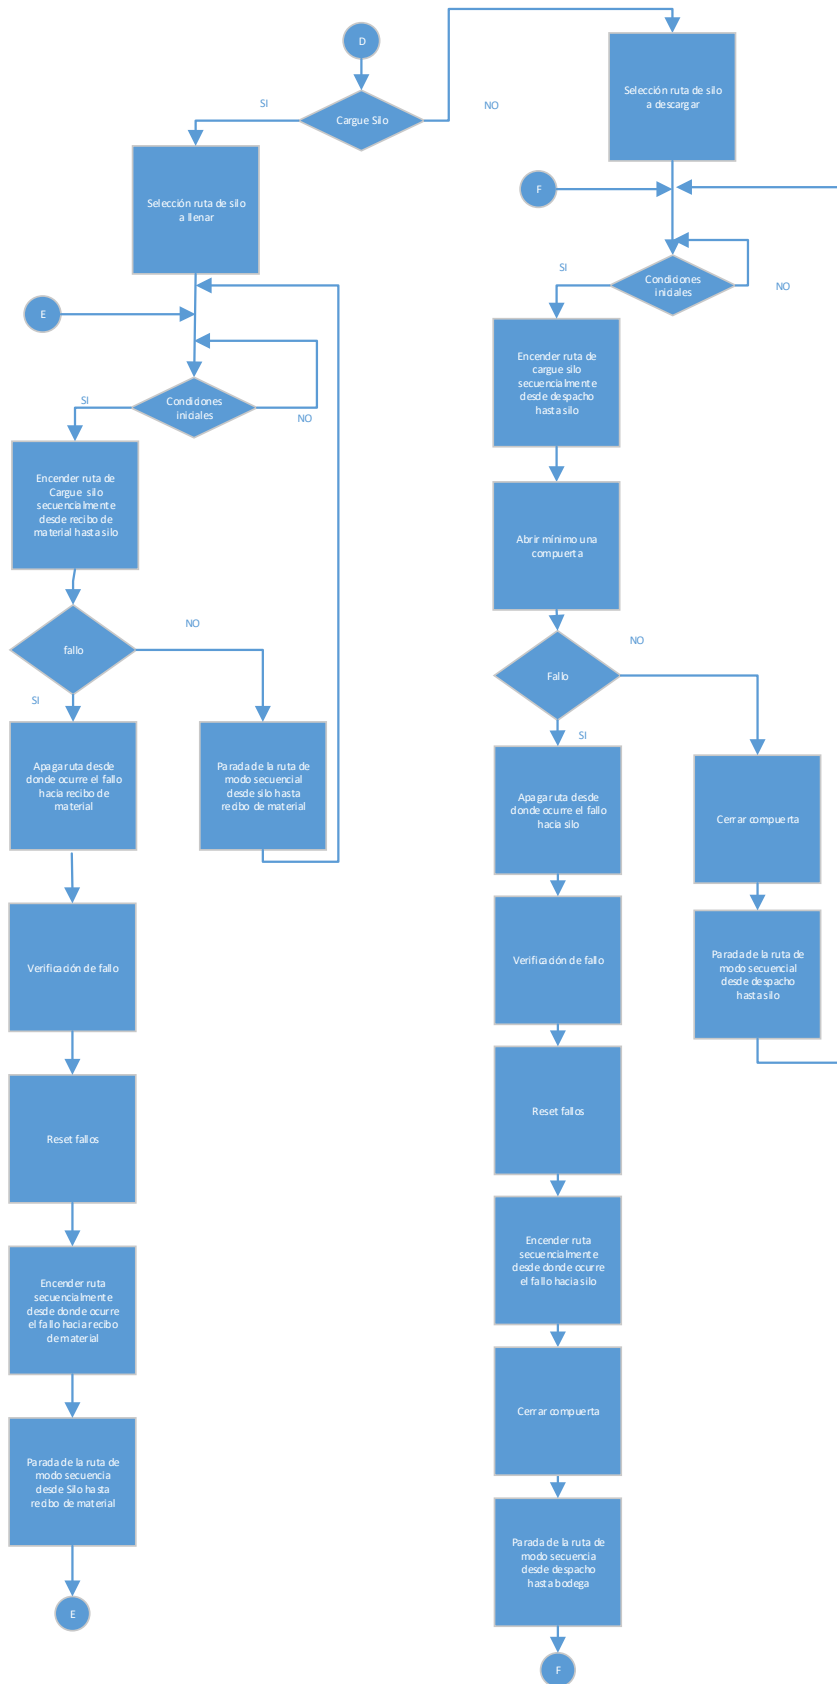 D
Cargue Silo
SI
NO
Selección ruta de silo
a llenar
E
Condiciones
iniciales
SI
NO
Encender ruta de
Cargue silo
secuencialmente
desde recibo de
material hasta silo
fallo
NO
SI
Apagar ruta desde
donde ocurre el fallo
hacia recibo de
material
Parada de la ruta de
modo secuencial
desde silo hasta
recibo de material
Verificación de fallo
Reset fallos
Encender ruta
secuencialmente
desde donde ocurre
el fallo hacia recibo
de material
Parada de la ruta de
modo secuencia
desde Silo hasta
recibo de material
E
Selección ruta de silo
a descargar
F
Condiciones
iniciales
SI
NO
Encender ruta de
cargue silo
secuencialmente
desde despacho
hasta silo
Abrir mínimo una
compuerta
Fallo
NO
SI
Apagar ruta desde
donde ocurre el fallo
hacia silo
Cerrar compuerta
Verificación de fallo
Parada de la ruta de
modo secuencial
desde despacho
hasta silo
Reset fallos
Encender ruta
secuencialmente
desde donde ocurre
el fallo hacia silo
Cerrar compuerta
Parada de la ruta de
modo secuencia
desde despacho
hasta bodega
F